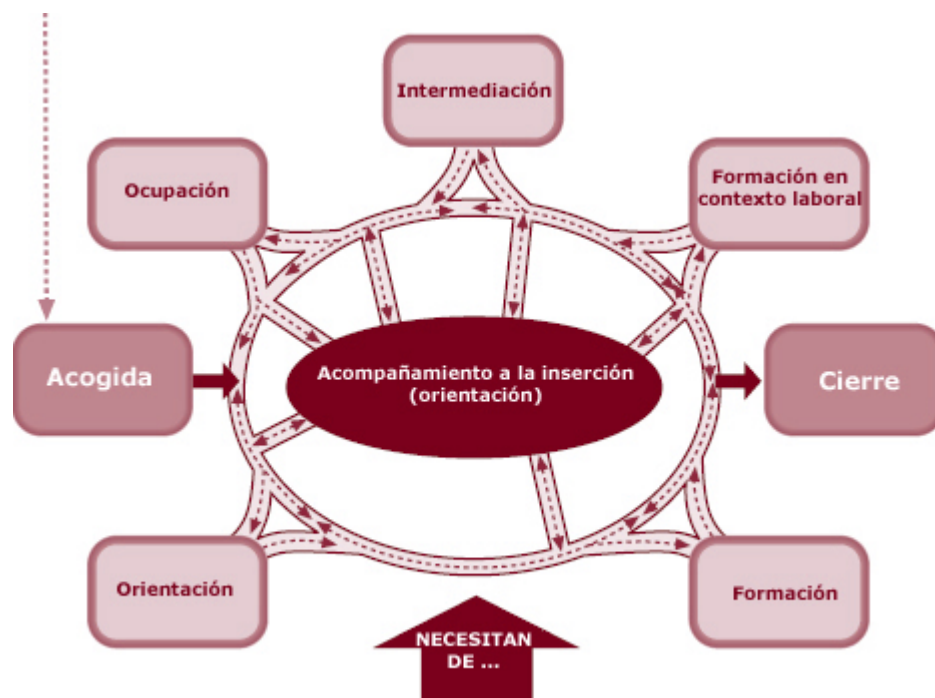 Intermediación
Ocupación
Formación en
contexto laboral
Acogida
Acompañamiento a la inserción
(orientación)
Cierre
Orientación
Formación
NECESITAN
DE ...